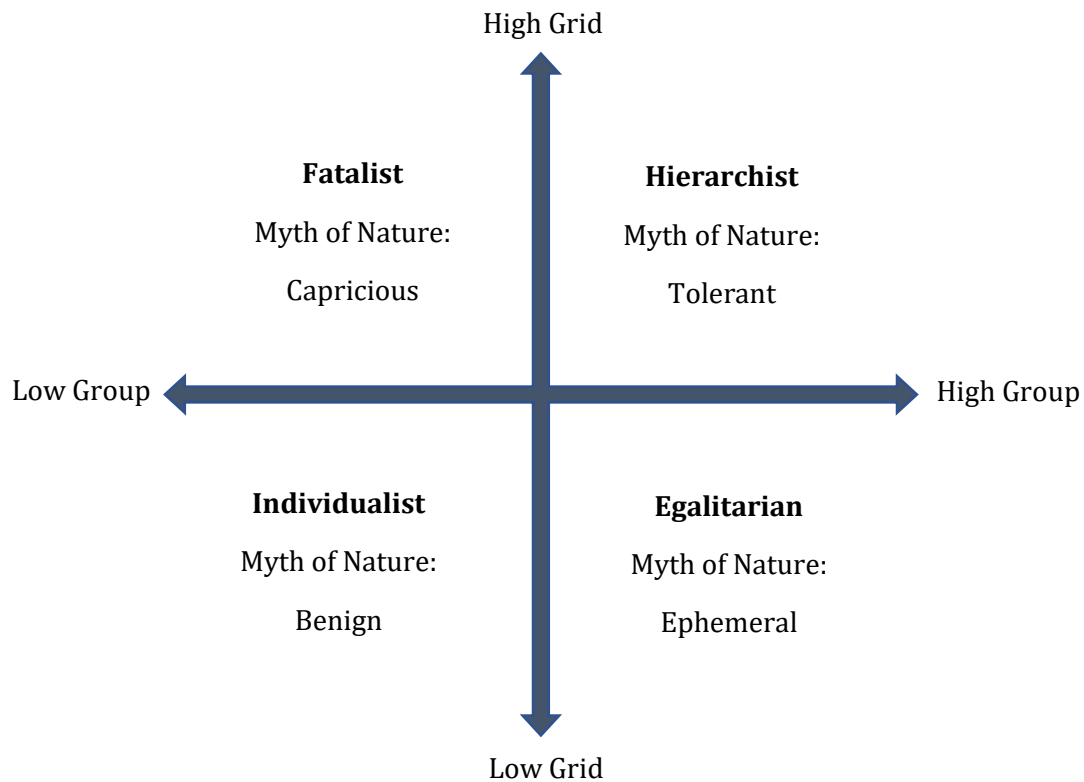 High Grid
Fatalist
Myth of Nature:
Capricious
Hierarchist
Myth of Nature:
Tolerant
Low Group
High Group
Individualist
Myth of Nature:
Benign
Egalitarian
Myth of Nature:
Ephemeral
Low Grid